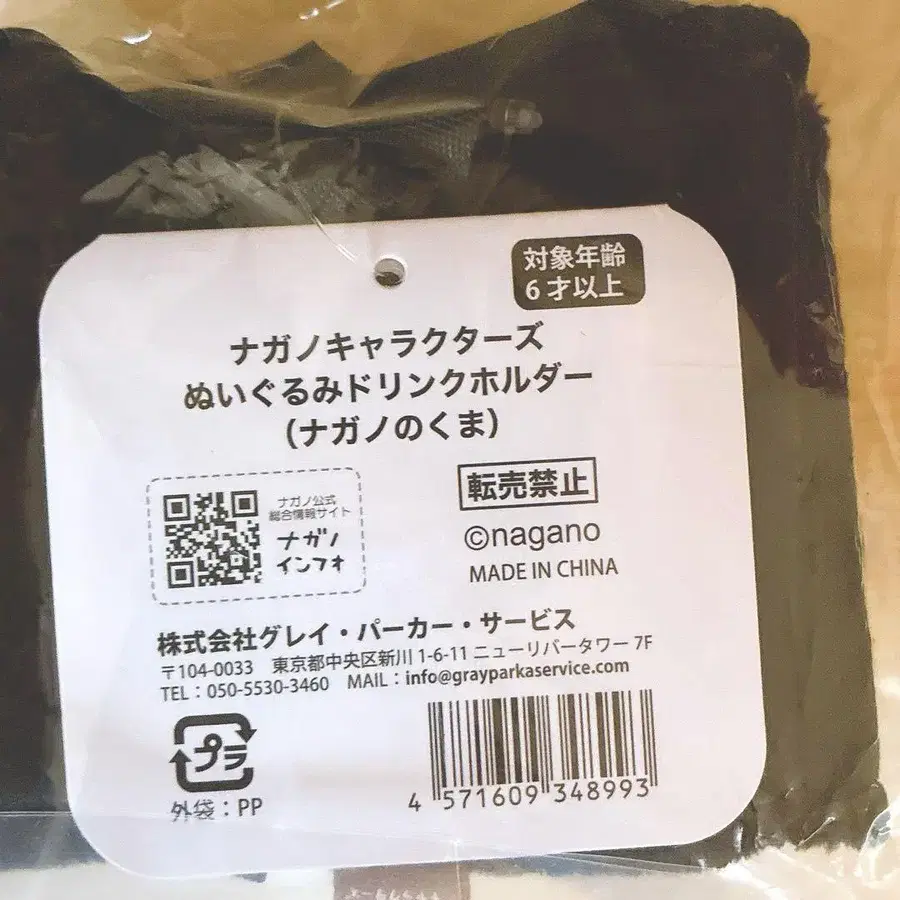 対象年齢
6才以上
ナガノキャラクターズ
ぬいぐるみドリンクホルダー
(ナガノのくま)
ナガノ公式
総合情報サイト
ナガノ
インフォ
転売禁止
©nagano
MADE IN CHINA
株式会社グレイ・パーカー・サービス
〒104-0033 東京都中央区新川1-6-11 ニューリバータワー7F
TEL：050-5530-3460 MAIL：info@grayparkaservice.com
プラ
外袋：PP
4 571609 348993